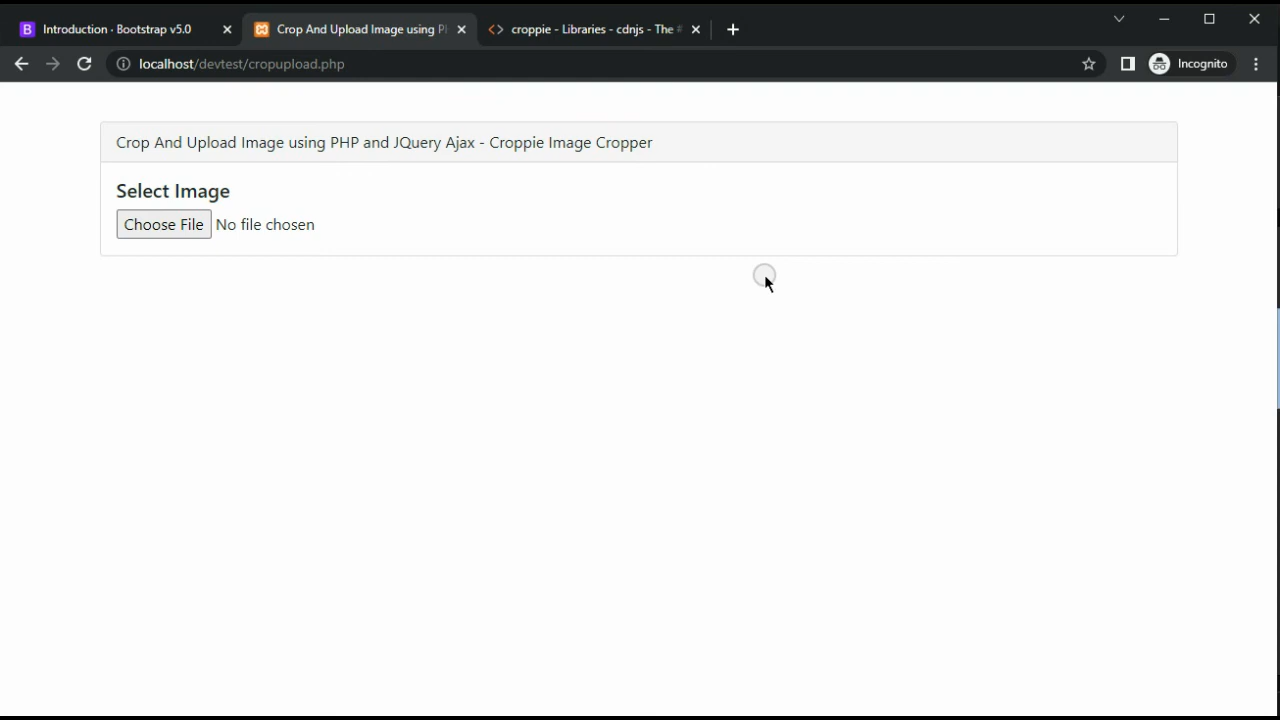 Introduction · Bootstrap v5.0
Crop And Upload Image using P
croppie - Libraries - cdnjs - The #
localhost/devtest/cropupload.php
Incognito
Crop And Upload Image using PHP and JQuery Ajax - Croppie Image Cropper
Select Image
Choose File No file chosen